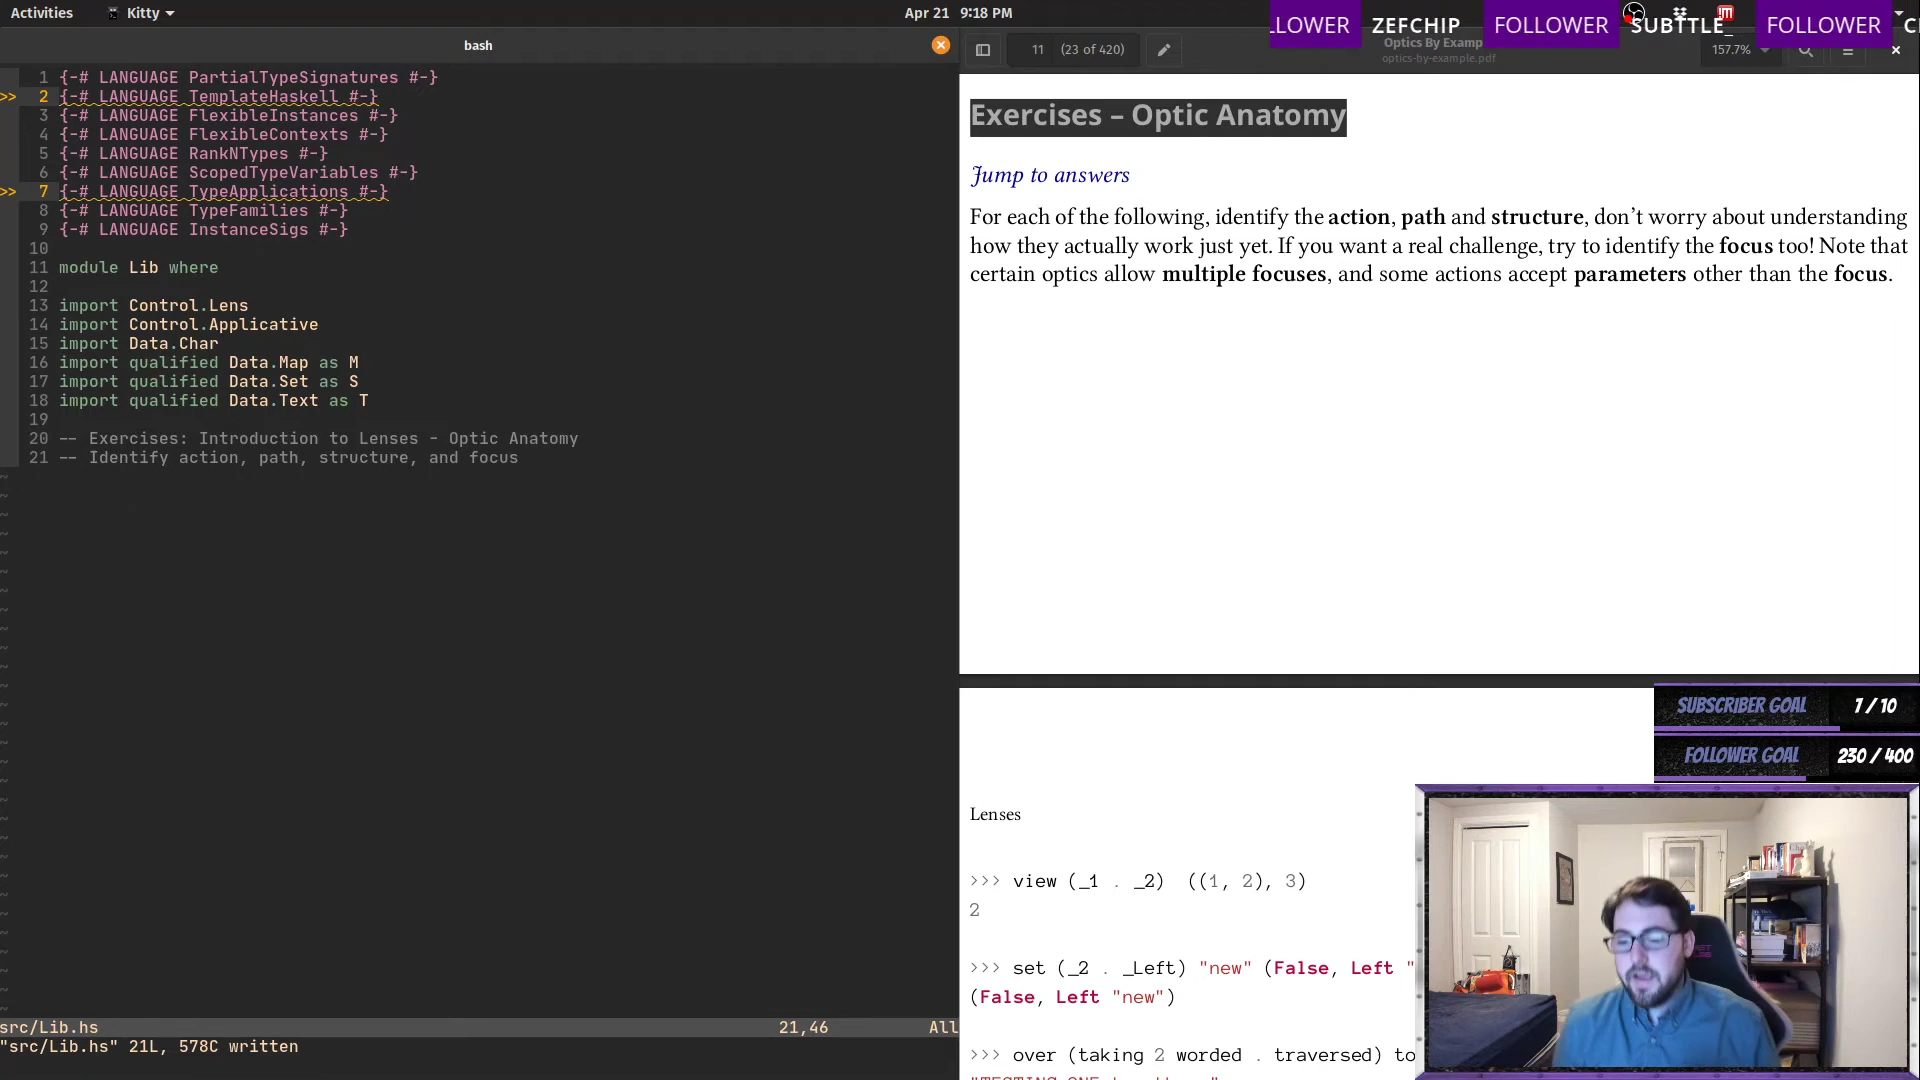 Activities
Kitty
Apr 21 9:18 PM
LOWER
ZEFCHIP
FOLLOWER
SUBTTLE_
FOLLOWER
bash
11
(23 of 420)
Optics By Examp
optics-by-example.pdf
157.7%
1 {-# LANGUAGE PartialTypeSignatures #-}
>> 2 {-# LANGUAGE TemplateHaskell #-}
3 {-# LANGUAGE FlexibleInstances #-}
4 {-# LANGUAGE FlexibleContexts #-}
5 {-# LANGUAGE RankNTypes #-}
6 {-# LANGUAGE ScopedTypeVariables #-}
>> 7 {-# LANGUAGE TypeApplications #-}
8 {-# LANGUAGE TypeFamilies #-}
9 {-# LANGUAGE InstanceSigs #-}
10
11 module Lib where
12
13 import Control.Lens
14 import Control.Applicative
15 import Data.Char
16 import qualified Data.Map as M
17 import qualified Data.Set as S
18 import qualified Data.Text as T
19
20 -- Exercises: Introduction to Lenses - Optic Anatomy
21 -- Identify action, path, structure, and focus
src/Lib.hs 21,46 All
"src/Lib.hs" 21L, 578C written
Exercises – Optic Anatomy
Jump to answers
For each of the following, identify the action, path and structure, don't worry about understanding
how they actually work just yet. If you want a real challenge, try to identify the focus too! Note that
certain optics allow multiple focuses, and some actions accept parameters other than the focus.
SUBSCRIBER GOAL 7 / 10
FOLLOWER GOAL 230 / 400
Lenses
>>> view (_1 . _2) ((1, 2), 3)
2
>>> set (_2 . _Left) "new" (False, Left "
(False, Left "new")
>>> over (taking 2 worded . traversed) to